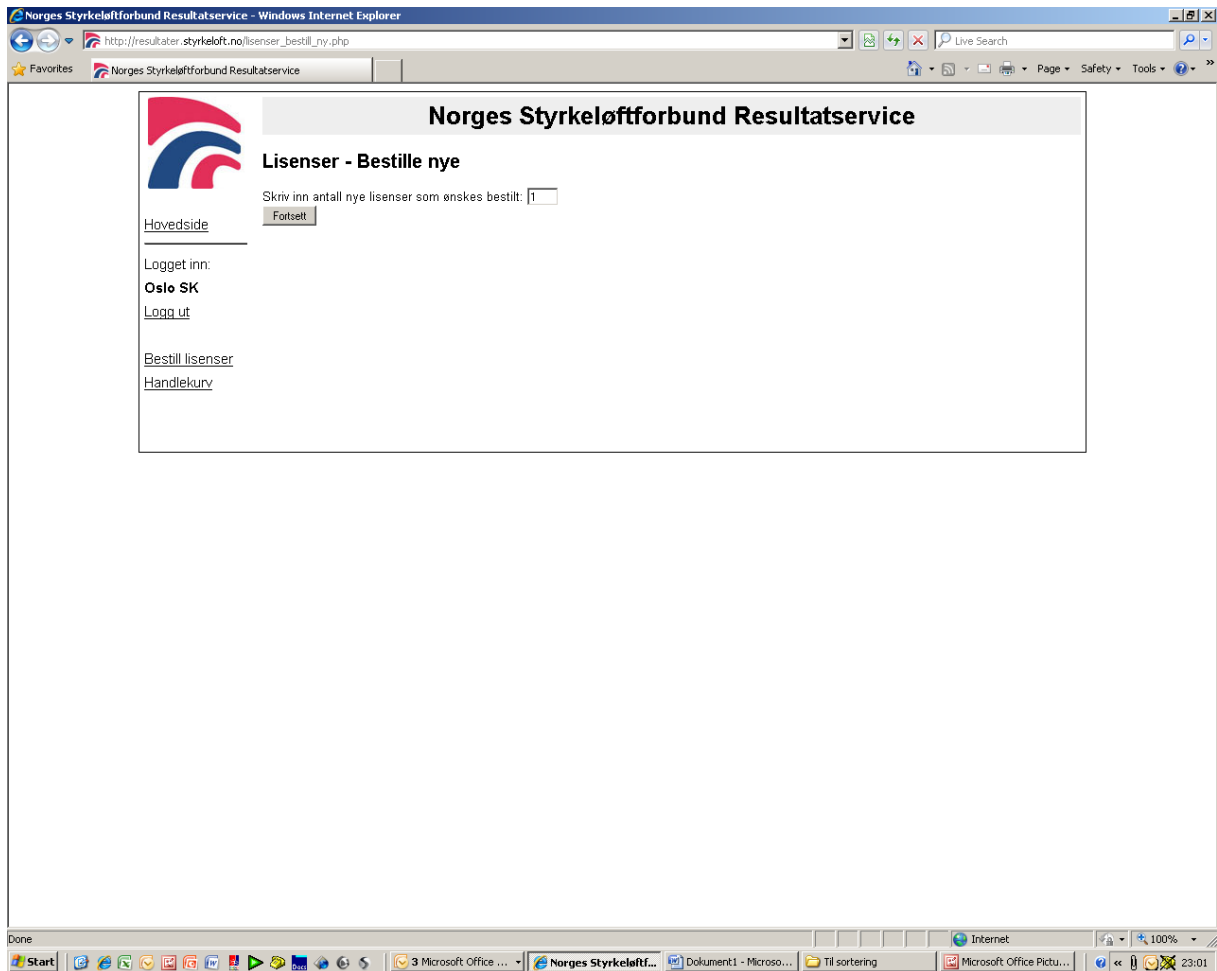 Norges Styrkeløftforbund Resultatservice - Windows Internet Explorer
http://resultater.styrkeloft.no/lisenser_bestill_ny.php
Live Search
Favorites
Norges Styrkeløftforbund Resultatservice
Page
Safety
Tools
Norges Styrkeløftforbund Resultatservice
Lisenser - Bestille nye
Skriv inn antall nye lisenser som ønskes bestilt: 1
Fortsett
Hovedside
Logget inn:
Oslo SK
Logg ut
Bestill lisenser
Handlekurv
Done
Internet
100%
Start
3 Microsoft Office ...
Norges Styrkeløftf...
Dokument1 - Microso...
Til sortering
Microsoft Office Pictu...
23:01